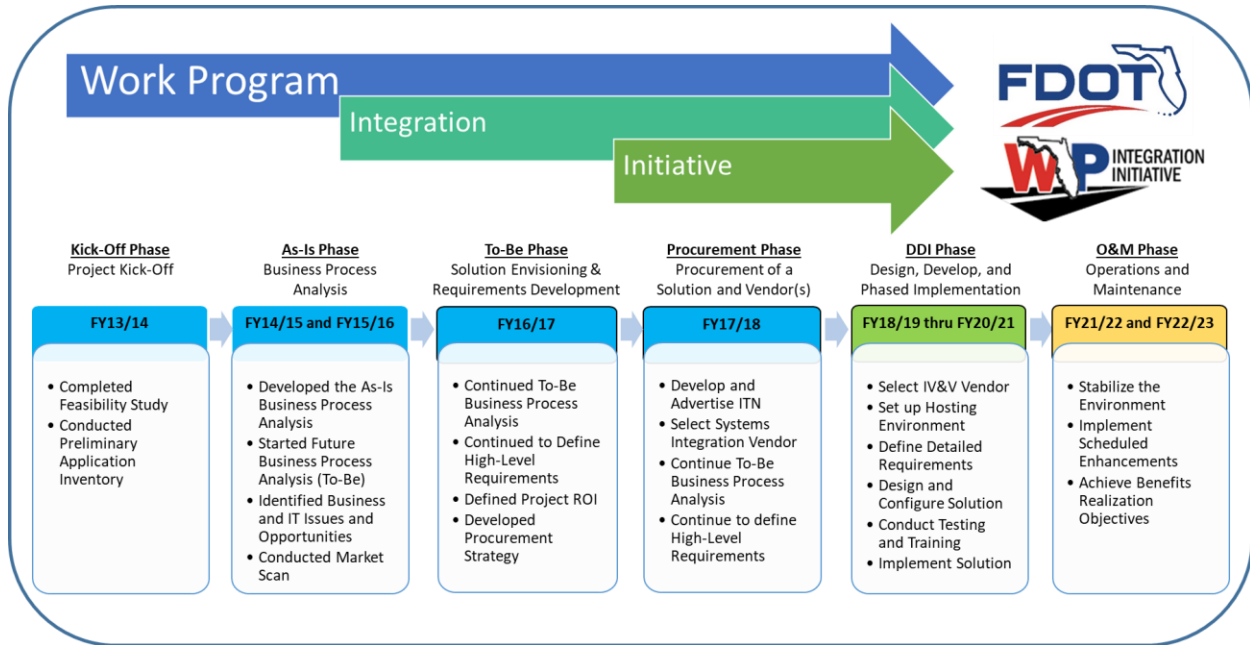 Work Program
Integration
Initiative
FDOT
WP INTEGRATION
INITIATIVE
Kick-Off Phase
Project Kick-Off
FY13/14
• Completed
Feasibility Study
• Conducted
Preliminary
Application
Inventory
As-Is Phase
Business Process
Analysis
FY14/15 and FY15/16
• Developed the As-Is
Business Process
Analysis
• Started Future
Business Process
Analysis (To-Be)
• Identified Business
and IT Issues and
Opportunities
• Conducted Market
Scan
To-Be Phase
Solution Envisioning &
Requirements Development
FY16/17
• Continued To-Be
Business Process
Analysis
• Continued to Define
High-Level
Requirements
• Defined Project ROI
• Developed
Procurement
Strategy
Procurement Phase
Procurement of a
Solution and Vendor(s)
FY17/18
• Develop and
Advertise ITN
• Select Systems
Integration Vendor
• Continue To-Be
Business Process
Analysis
• Continue to define
High-Level
Requirements
DDI Phase
Design, Develop, and
Phased Implementation
FY18/19 thru FY20/21
• Select IV&V Vendor
• Set up Hosting
Environment
• Define Detailed
Requirements
• Design and
Configure Solution
• Conduct Testing
and Training
• Implement Solution
O&M Phase
Operations and
Maintenance
FY21/22 and FY22/23
• Stabilize the
Environment
• Implement
Scheduled
Enhancements
• Achieve Benefits
Realization
Objectives